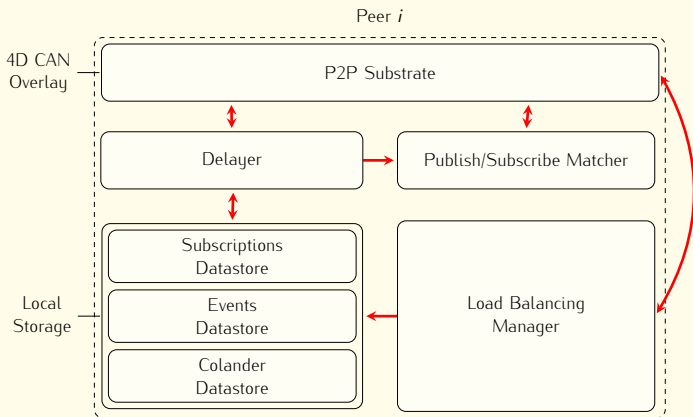 Peer i
4D CAN
Overlay
P2P Substrate
Delayer
Publish/Subscribe Matcher
Subscriptions
Datastore
Local
Storage
Events
Datastore
Colander
Datastore
Load Balancing
Manager